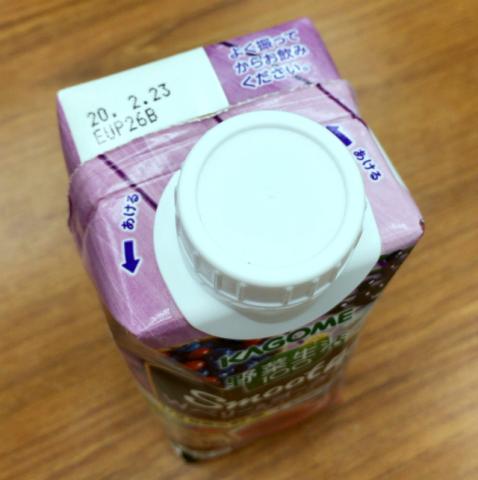 よく振って
からお飲み
ください。
20. 2.23
EUP26B
あける
あける
KAGOME
野菜生活
100
Smoothie